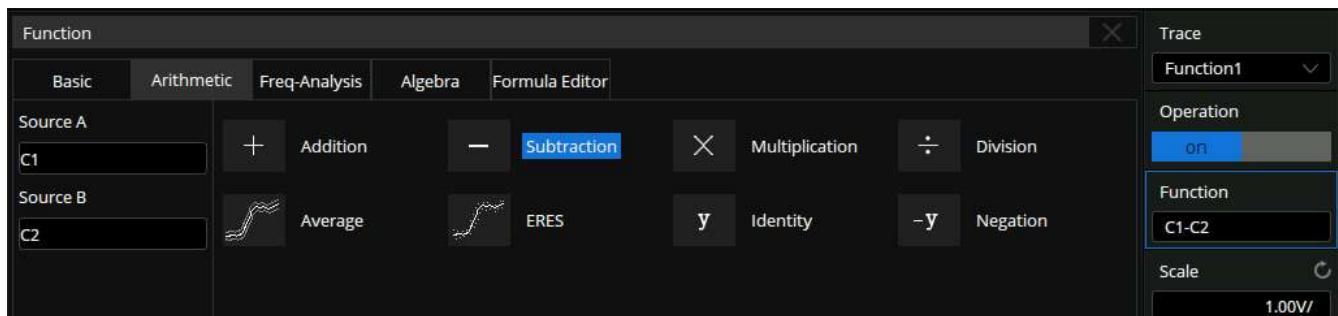 Function
Basic Arithmetic Freq-Analysis Algebra Formula Editor
Source A
C1
Source B
C2
+ Addition − Subtraction × Multiplication ÷ Division
Average ERES y Identity -y Negation
Trace
Function1
Operation
on
Function
C1-C2
Scale
1.00V/